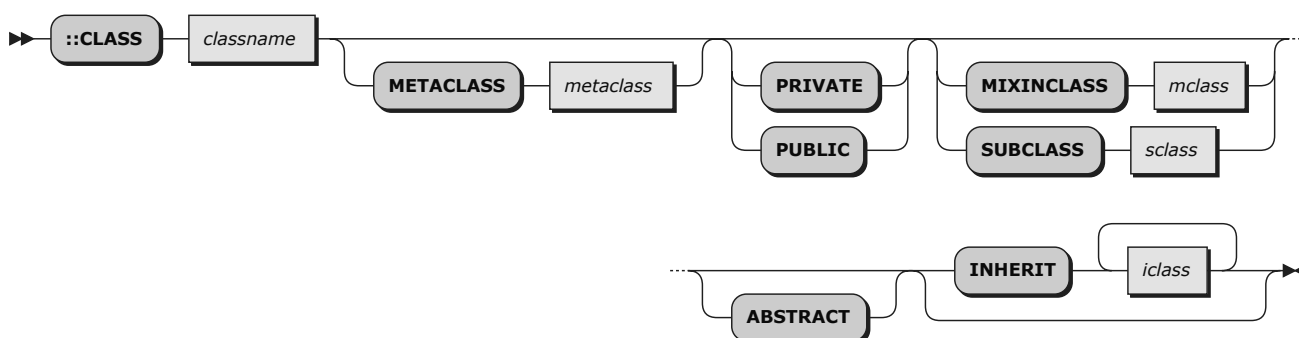 ::CLASS classname
METACLASS metaclass PRIVATE MIXINCLASS mclass
PUBLIC SUBCLASS sclass
INHERIT iclass
ABSTRACT